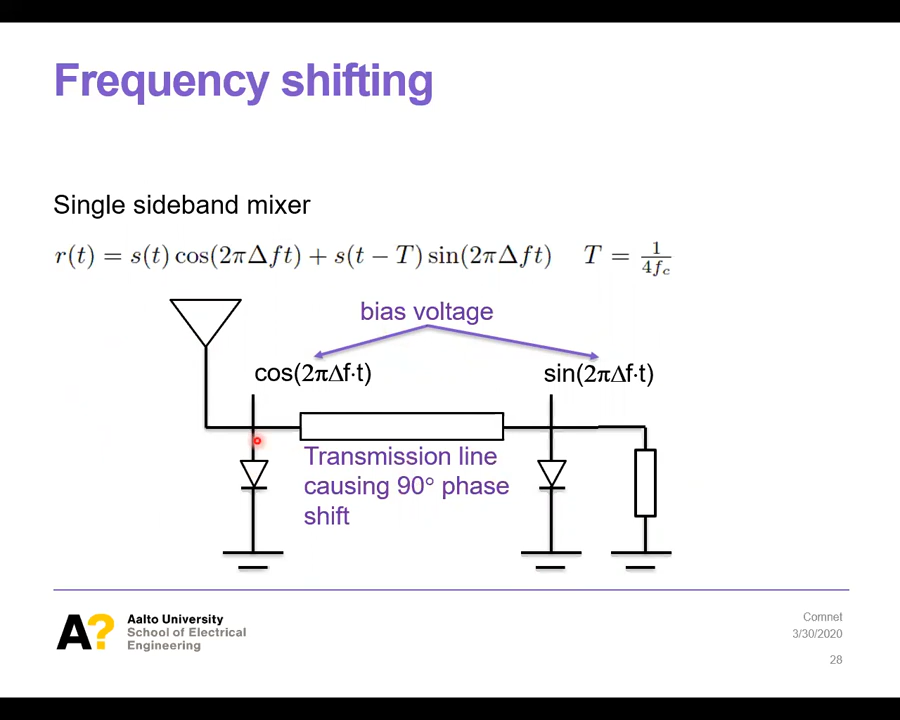 Frequency shifting
Single sideband mixer
r(t) = s(t) cos(2πΔft) + s(t − T) sin(2πΔft) T = 1/4f_c
bias voltage
cos(2πΔf·t) sin(2πΔf·t)
Transmission line
causing 90° phase
shift
A?
Aalto University
School of Electrical
Engineering
Comnet
3/30/2020
28